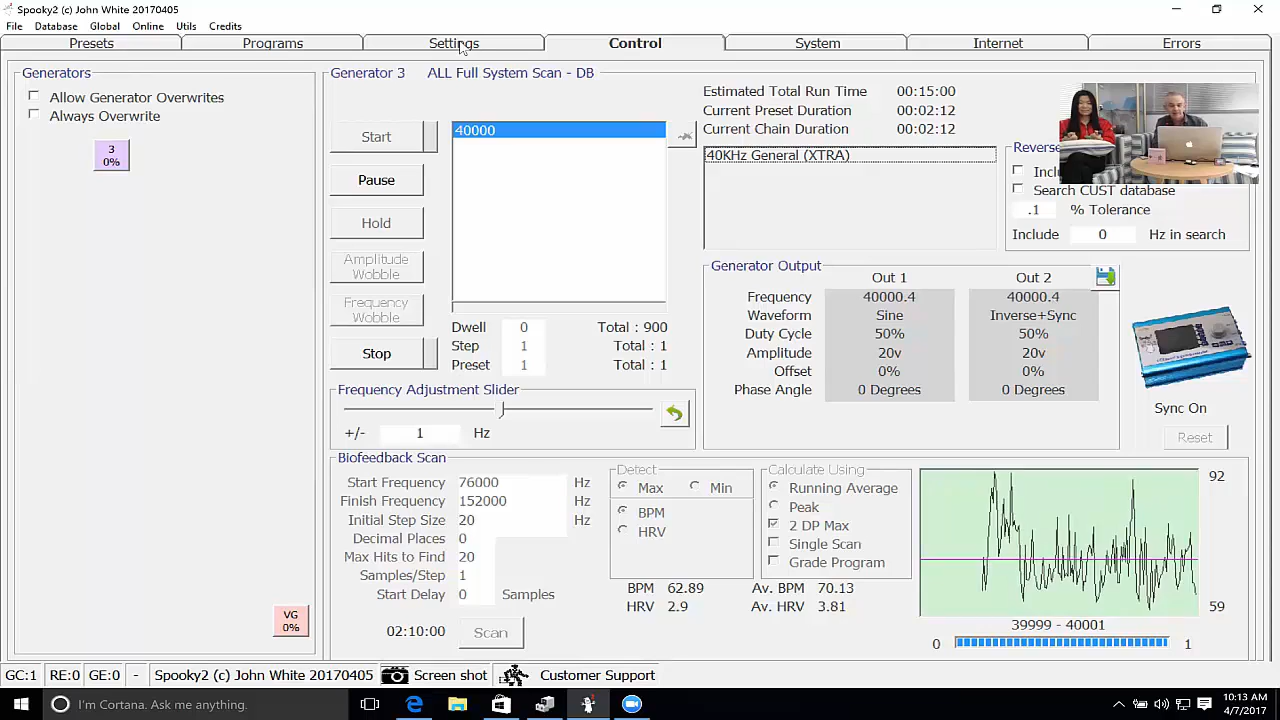 Spooky2 (c) John White 20170405
File Database Global Online Utils Credits
Presets Programs Settings Control System Internet Errors
Generators
Allow Generator Overwrites
Always Overwrite
3
0%
VG
0%
Generator 3 ALL Full System Scan - DB
Start
Pause
Hold
Amplitude
Wobble
Frequency
Wobble
Stop
40000
Dwell 0 Total : 900
Step 1 Total : 1
Preset 1 Total : 1
Estimated Total Run Time 00:15:00
Current Preset Duration 00:02:12
Current Chain Duration 00:02:12
40KHz General (XTRA)
Search CUST database
.1 % Tolerance
Include 0 Hz in search
Frequency Adjustment Slider
+/- 1 Hz
Generator Output
Out 1 Out 2
Frequency 40000.4 40000.4
Waveform Sine Inverse+Sync
Duty Cycle 50% 50%
Amplitude 20v 20v
Offset 0% 0%
Phase Angle 0 Degrees 0 Degrees
Sync On
Reset
Biofeedback Scan
Start Frequency 76000 Hz
Finish Frequency 152000 Hz
Initial Step Size 20 Hz
Decimal Places 0
Max Hits to Find 20
Samples/Step 1
Start Delay 0 Samples
02:10:00 Scan
Detect
Max Min
BPM
HRV
Calculate Using
Running Average
Peak
2 DP Max
Single Scan
Grade Program
BPM 62.89 Av. BPM 70.13
HRV 2.9 Av. HRV 3.81
92
59
39999 - 40001
0 1
GC:1 RE:0 GE:0 - Spooky2 (c) John White 20170405 Screen shot Customer Support
I'm Cortana. Ask me anything.
10:13 AM
4/7/2017